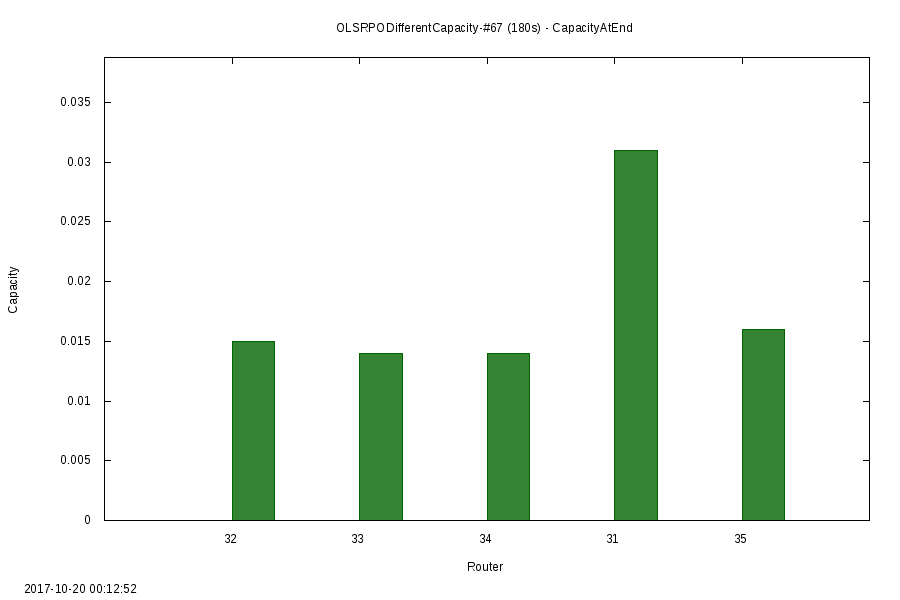 OLSRPODifferentCapacity-#67 (180s) - CapacityAtEnd
0.035
0.03
0.025
0.02
0.015
0.01
0.005
0
Capacity
32 33 34 31 35
Router
2017-10-20 00:12:52